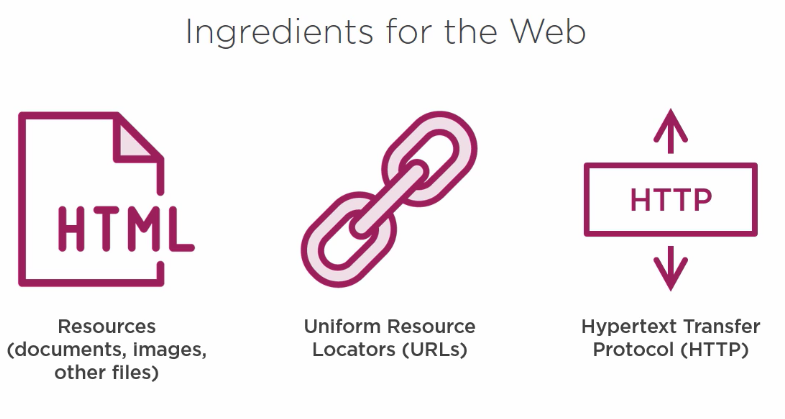 Ingredients for the Web
HTML
HTTP
Resources
(documents, images,
other files)
Uniform Resource
Locators (URLs)
Hypertext Transfer
Protocol (HTTP)